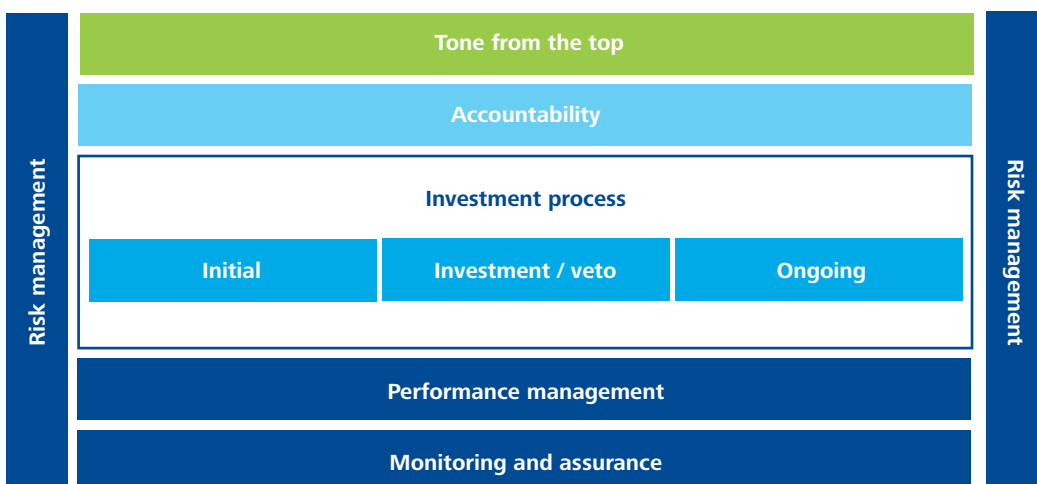 Risk management
Tone from the top
Accountability
Investment process
Initial
Investment / veto
Ongoing
Performance management
Monitoring and assurance
Risk management